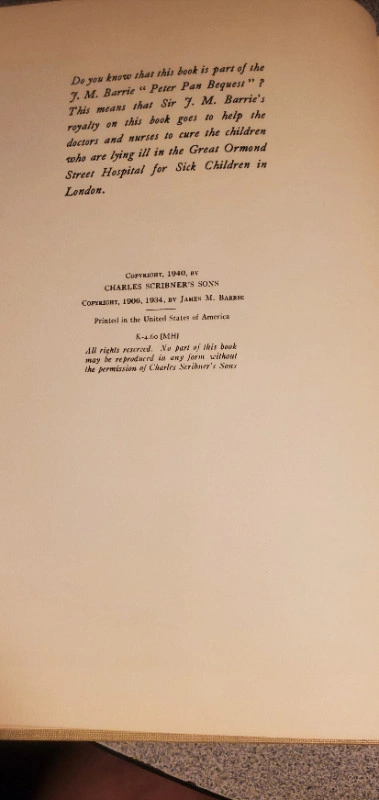 Do you know that this book is part of the
J. M. Barrie " Peter Pan Bequest " ?
This means that Sir J. M. Barrie's
royalty on this book goes to help the
doctors and nurses to cure the children
who are lying ill in the Great Ormond
Street Hospital for Sick Children in
London.
Copyright, 1940, by
CHARLES SCRIBNER'S SONS
Copyright, 1906, 1934, by James M. Barrie
Printed in the United States of America
K-4.60 [MH]
All rights reserved. No part of this book
may be reproduced in any form without
the permission of Charles Scribner's Sons